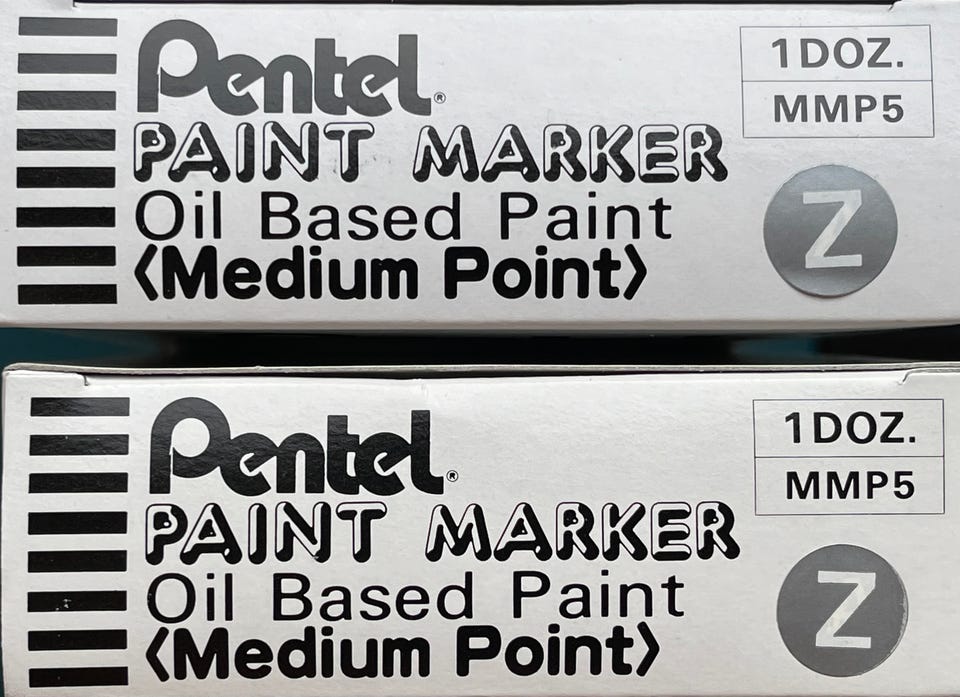 Pentel®
PAINT MARKER
Oil Based Paint
<Medium Point>
1DOZ.
MMP5
Z
Pentel®
PAINT MARKER
Oil Based Paint
<Medium Point>
1DOZ.
MMP5
Z